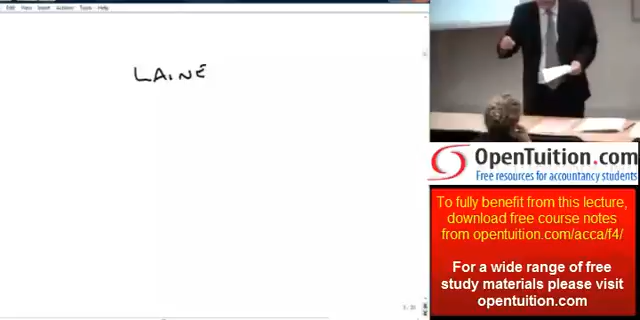 LAINE
OpenTuition.com
Free resources for accountancy students
To fully benefit from this lecture,
download free course notes
from opentuition.com/acca/f4/
For a wide range of free
study materials please visit
opentuition.com